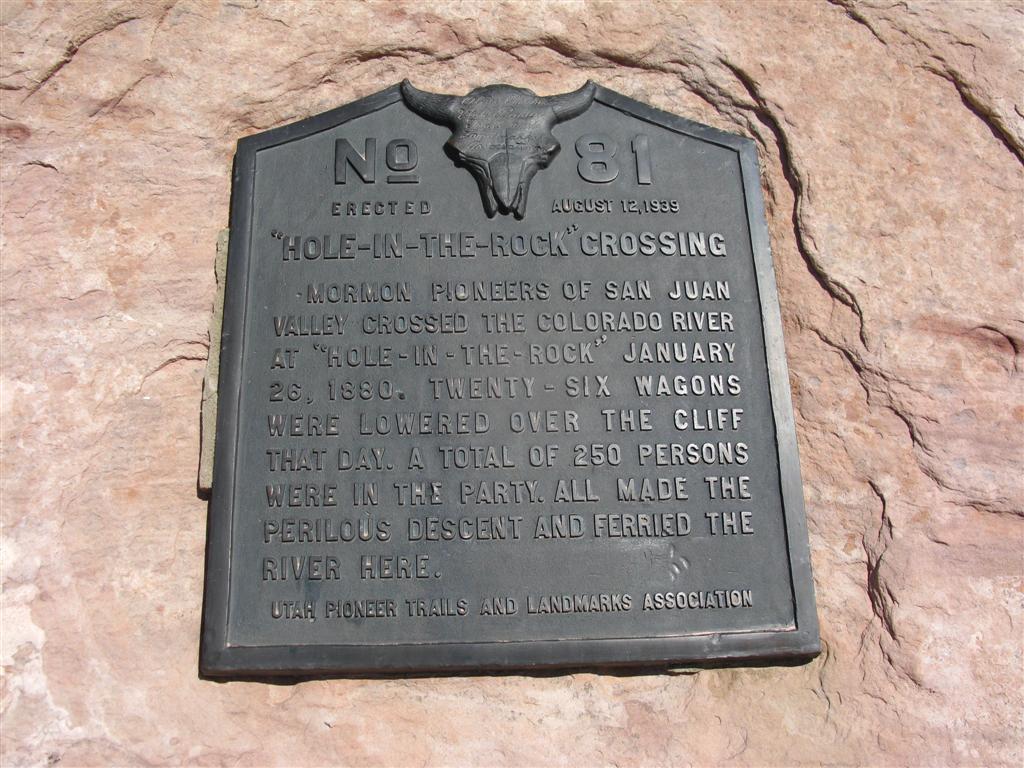 No 81
ERECTED AUGUST 12, 1939
"HOLE-IN-THE-ROCK" CROSSING
MORMON PIONEERS OF SAN JUAN
VALLEY CROSSED THE COLORADO RIVER
AT "HOLE-IN-THE-ROCK" JANUARY
26, 1880. TWENTY-SIX WAGONS
WERE LOWERED OVER THE CLIFF
THAT DAY. A TOTAL OF 250 PERSONS
WERE IN THE PARTY. ALL MADE THE
PERILOUS DESCENT AND FERRIED THE
RIVER HERE.
UTAH PIONEER TRAILS AND LANDMARKS ASSOCIATION